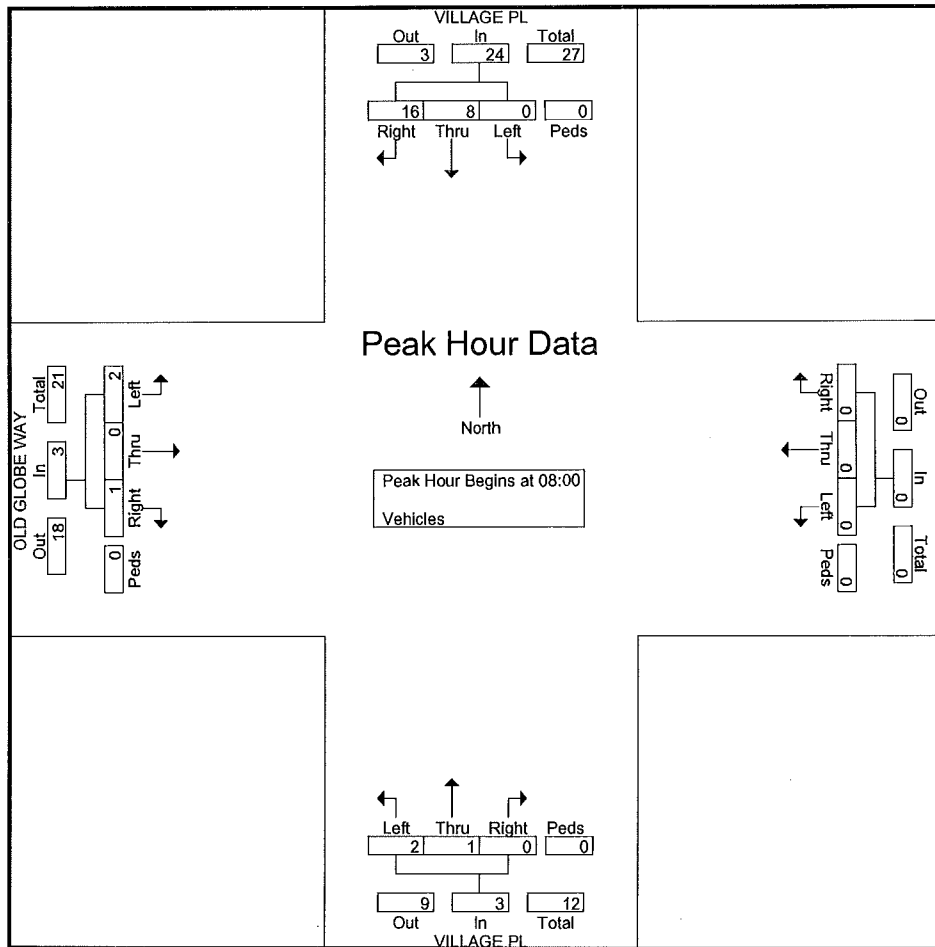 VILLAGE PL
Out In Total
3 24 27
16 8 0 0
Right Thru Left Peds
Peak Hour Data
North
Peak Hour Begins at 08:00
Vehicles
OLD GLOBE WAY
Out In Total
18 3 21
Peds Right Thru Left
0 1 0 2
Out In Total
0 0 0
Right Thru Left Peds
0 0 0 0
Left Thru Right Peds
2 1 0 0
9 3 12
Out In Total
VILLAGE PL